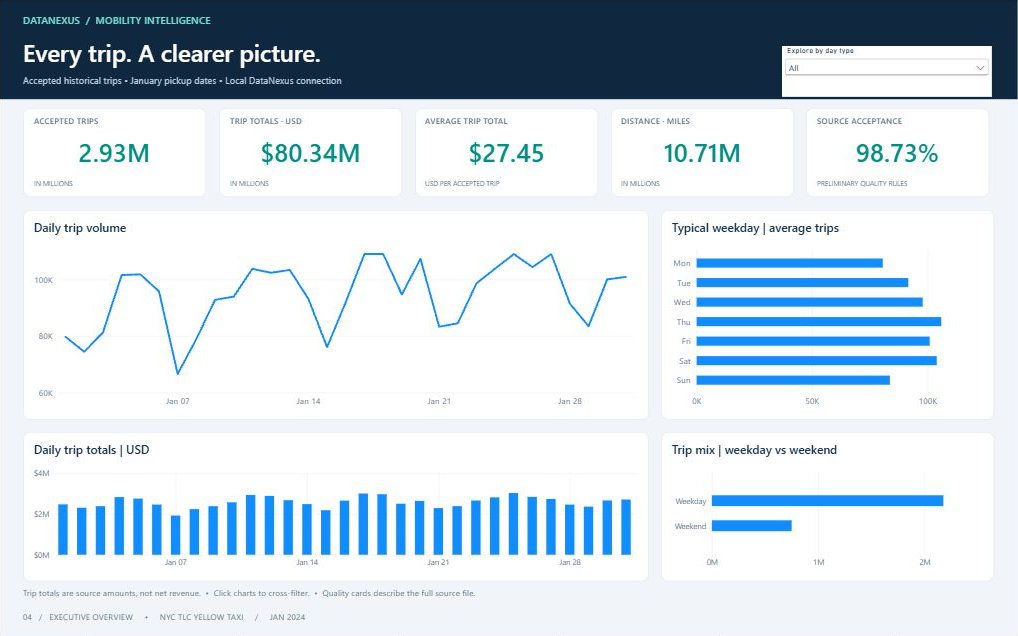 DATANEXUS / MOBILITY INTELLIGENCE
Every trip. A clearer picture.
Accepted historical trips • January pickup dates • Local DataNexus connection
Explore by day type
All
ACCEPTED TRIPS
2.93M
IN MILLIONS
TRIP TOTALS · USD
$80.34M
IN MILLIONS
AVERAGE TRIP TOTAL
$27.45
USD PER ACCEPTED TRIP
DISTANCE · MILES
10.71M
IN MILLIONS
SOURCE ACCEPTANCE
98.73%
PRELIMINARY QUALITY RULES
Daily trip volume
100K
80K
60K
Jan 07 Jan 14 Jan 21 Jan 28
Typical weekday | average trips
Mon
Tue
Wed
Thu
Fri
Sat
Sun
0K 50K 100K
Daily trip totals | USD
$4M
$2M
$0M
Jan 07 Jan 14 Jan 21 Jan 28
Trip mix | weekday vs weekend
Weekday
Weekend
0M 1M 2M
Trip totals are source amounts, not net revenue. • Click charts to cross-filter. • Quality cards describe the full source file.
04 / EXECUTIVE OVERVIEW • NYC TLC YELLOW TAXI / JAN 2024